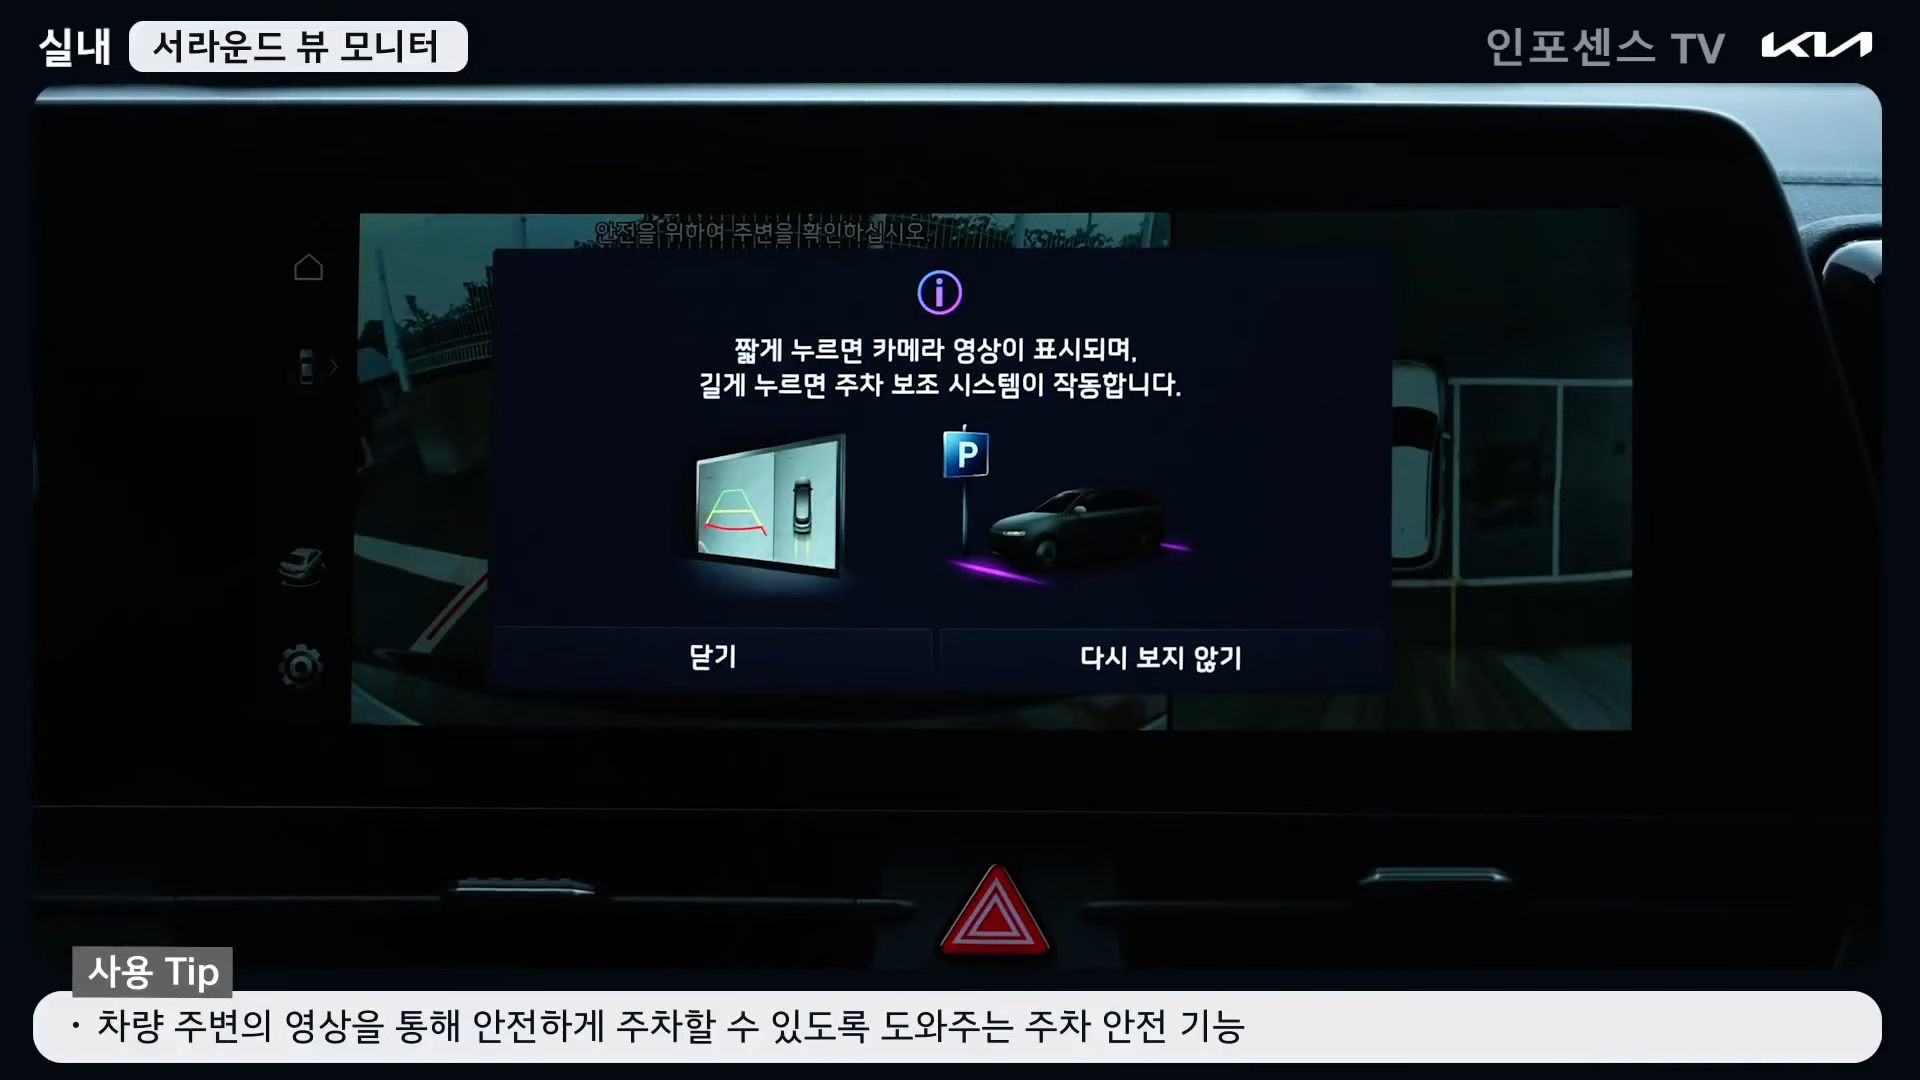 실내 서라운드 뷰 모니터
인포센스 TV KIA
안전을 위하여 주변을 확인하십시오.
짧게 누르면 카메라 영상이 표시되며,
길게 누르면 주차 보조 시스템이 작동합니다.
P
닫기
다시 보지 않기
사용 Tip
· 차량 주변의 영상을 통해 안전하게 주차할 수 있도록 도와주는 주차 안전 기능